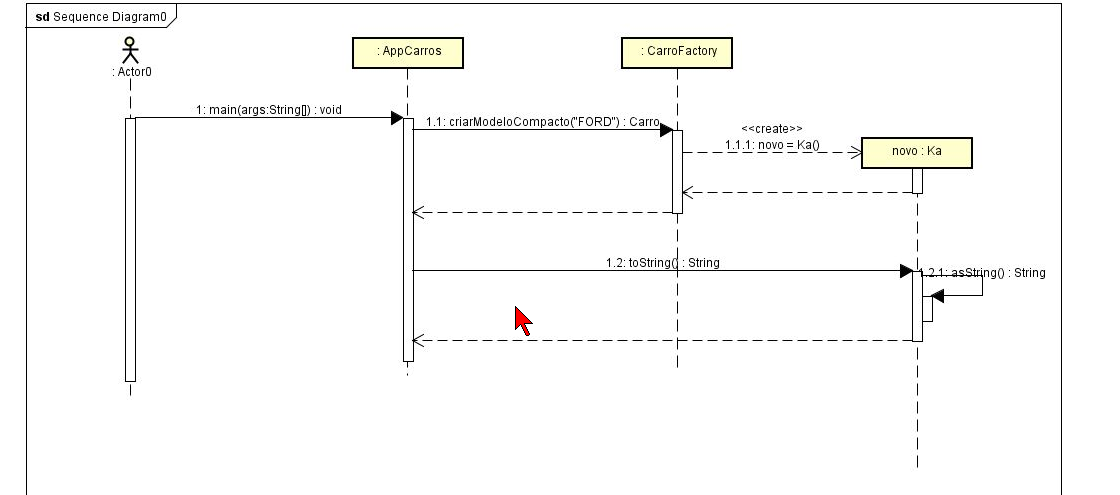 sd Sequence Diagram0
: Actor0
: AppCarros
: CarroFactory
1: main(args:String[]) : void
1.1: criarModeloCompacto("FORD") : Carro
<<create>>
1.1.1: novo = Ka()
novo : Ka
1.2: toString() : String
1.2.1: asString() : String